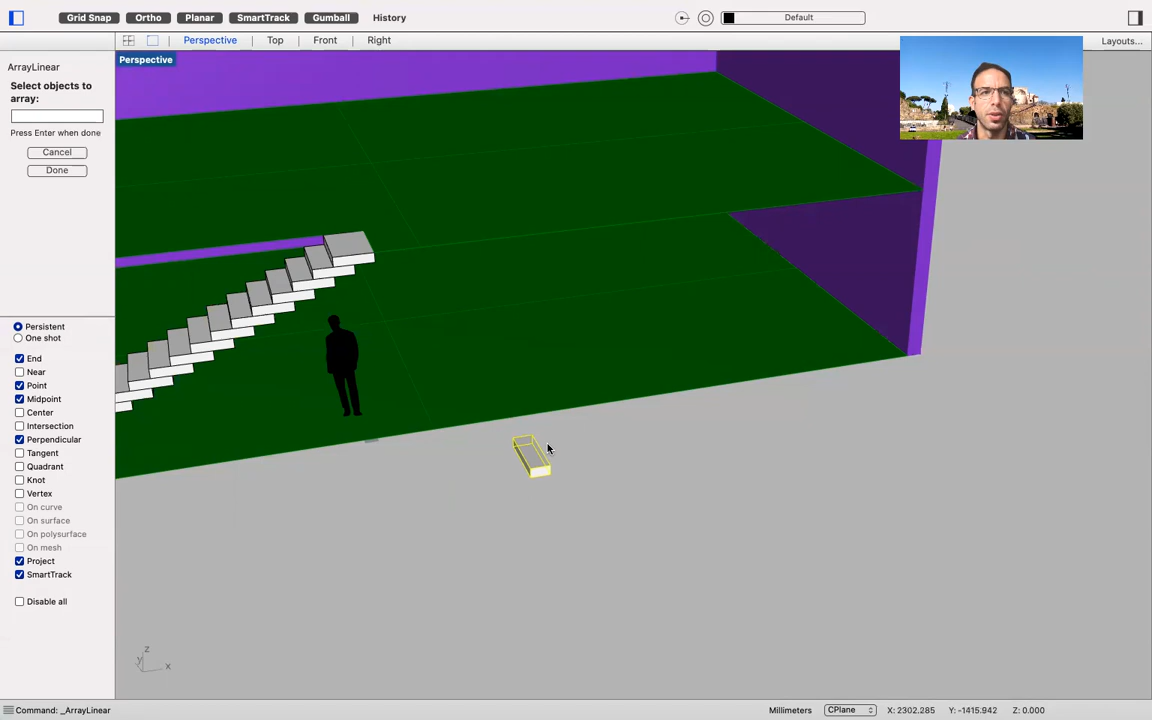 Grid Snap Ortho Planar SmartTrack Gumball History Default
Perspective Top Front Right Layouts...
Perspective
ArrayLinear
Select objects to
array:
Press Enter when done
Cancel
Done
Persistent
One shot
End
Near
Point
Midpoint
Center
Intersection
Perpendicular
Tangent
Quadrant
Knot
Vertex
On curve
On surface
On polysurface
On mesh
Project
SmartTrack
Disable all
z
y
x
Command: _ArrayLinear Millimeters CPlane X: 2302.285 Y: -1415.942 Z: 0.000